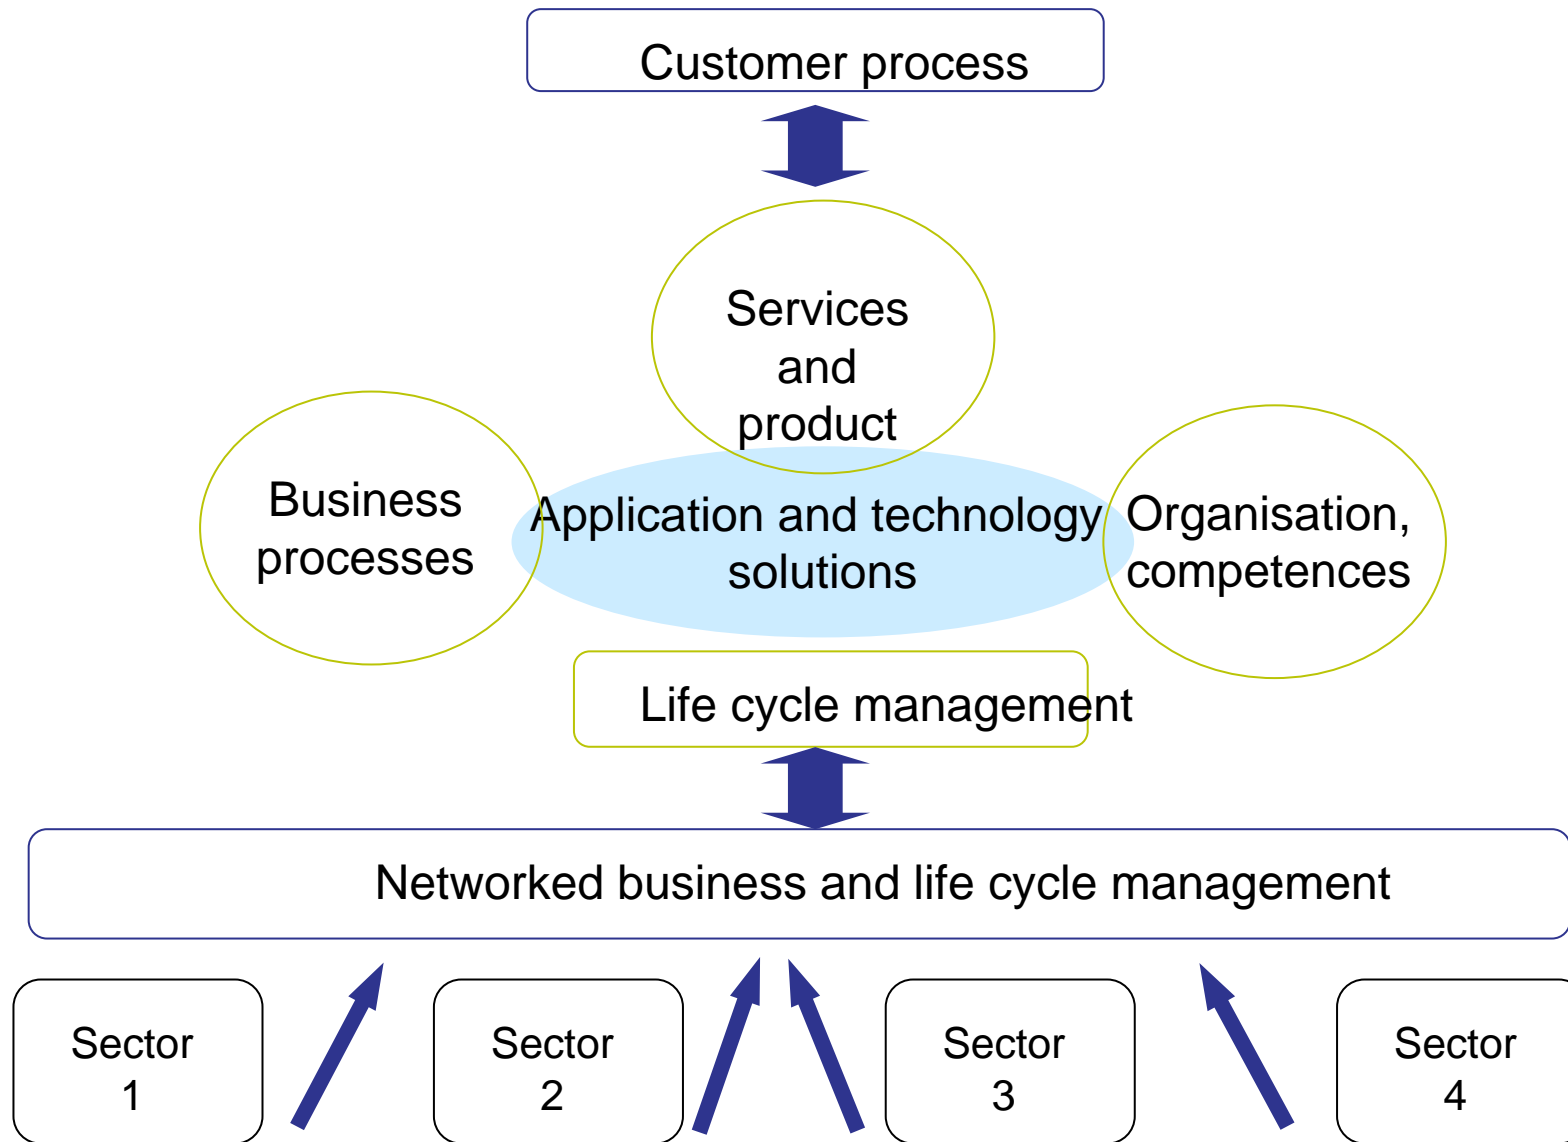 Customer process
Services
and
product
Business
processes
Application and technology
solutions
Organisation,
competences
Life cycle management
Networked business and life cycle management
Sector
1
Sector
2
Sector
3
Sector
4